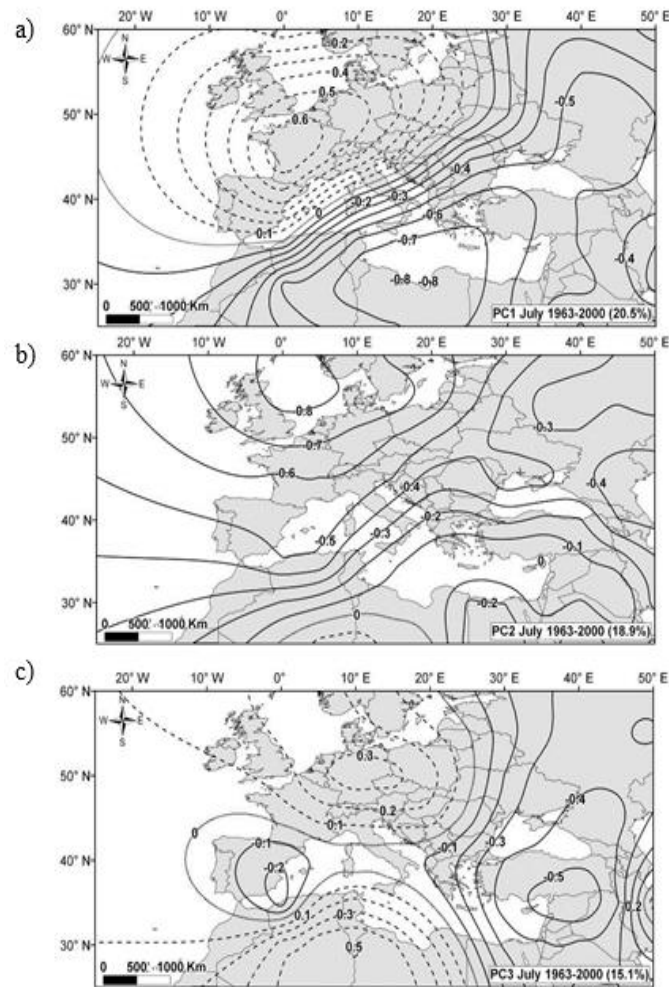 a)
20° W 10° W 0° 10° E 20° E 30° E 40° E 50° E
60° N
50° N
40° N
30° N
N
W E
S
0.2
0.4
0.5
0.6
0.1
0
-0.2
-0.3
-0.4
-0.5
-0.6
-0.7
-0.8 -0.8
-0.4
0 500 1000 Km
PC1 July 1963-2000 (20.5%)
b)
20° W 10° W 0° 10° E 20° E 30° E 40° E 50° E
60° N
50° N
40° N
30° N
N
W E
S
-0.8
-0.7
-0.6
-0.5
-0.4
-0.3
-0.2
-0.3
-0.4
-0.1
0
-0.2
0
0 500 1000 Km
PC2 July 1963-2000 (18.9%)
c)
20° W 10° W 0° 10° E 20° E 30° E 40° E 50° E
60° N
50° N
40° N
30° N
N
W E
S
0.3
0.2
0.1
0
-0.1
-0.2
-0.1
-0.3
-0.4
-0.5
0.2
0.1
0.3
0.5
0 500 1000 Km
PC3 July 1963-2000 (15.1%)